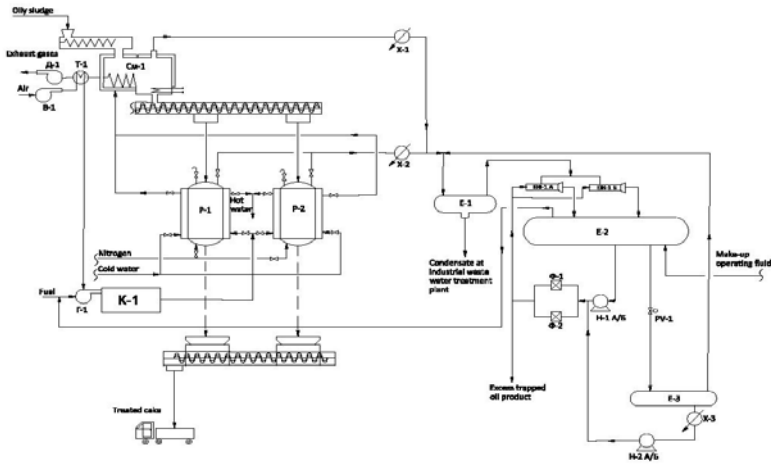 Oily sludge
Exhaust gases
Д-1
T-1
Air
В-1
См-1
X-1
X-2
P-1
P-2
Hot
water
Nitrogen
Cold water
Fuel
Г-1
K-1
Treated cake
E-1
Condensate at
industrial waste
water treatment
plant
E-2
Make-up
operating fluid
Ф-1
Ф-2
Н-1 А/Б
PV-1
Excess trapped
oil product
E-3
X-3
Н-2 А/Б